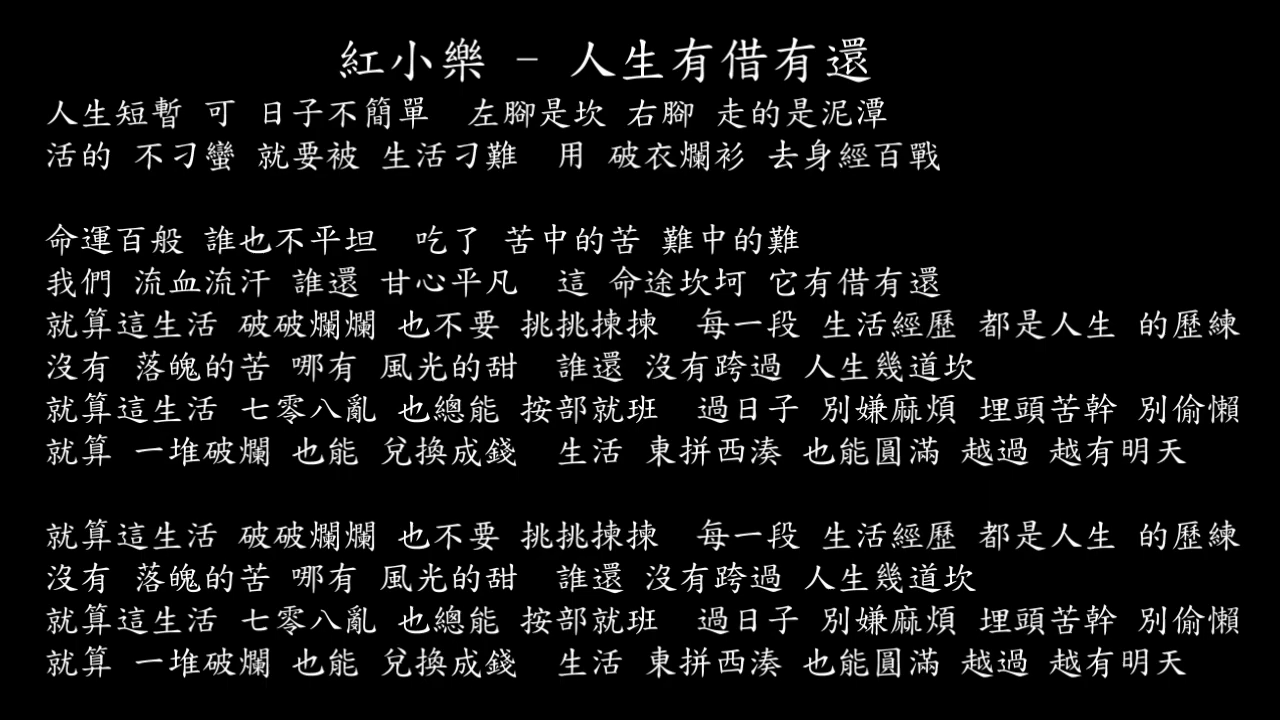 紅小樂 - 人生有借有還
人生短暫 可 日子不簡單 左腳是坎 右腳 走的是泥潭
活的 不刁蠻 就要被 生活刁難 用 破衣爛衫 去身經百戰
命運百般 誰也不平坦 吃了 苦中的苦 難中的難
我們 流血流汗 誰還 甘心平凡 這 命途坎坷 它有借有還
就算這生活 破破爛爛 也不要 挑挑揀揀 每一段 生活經歷 都是人生 的歷練
沒有 落魄的苦 哪有 風光的甜 誰還 沒有跨過 人生幾道坎
就算這生活 七零八亂 也總能 按部就班 過日子 別嫌麻煩 埋頭苦幹 別偷懶
就算 一堆破爛 也能 兌換成錢 生活 東拼西湊 也能圓滿 越過 越有明天
就算這生活 破破爛爛 也不要 挑挑揀揀 每一段 生活經歷 都是人生 的歷練
沒有 落魄的苦 哪有 風光的甜 誰還 沒有跨過 人生幾道坎
就算這生活 七零八亂 也總能 按部就班 過日子 別嫌麻煩 埋頭苦幹 別偷懶
就算 一堆破爛 也能 兌換成錢 生活 東拼西湊 也能圓滿 越過 越有明天